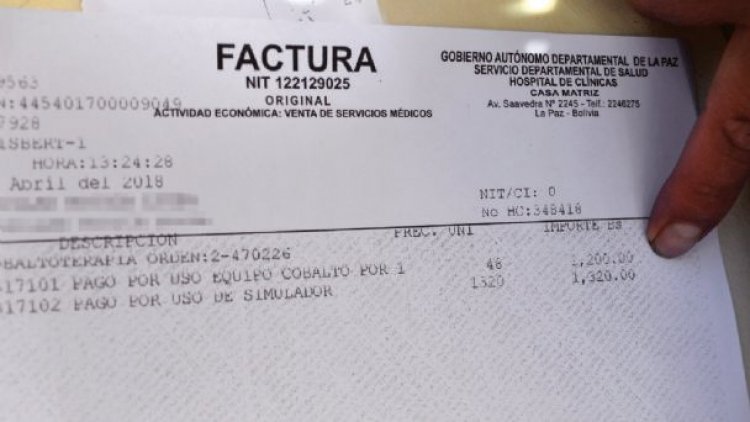 FACTURA
NIT 122129025
ORIGINAL
ACTIVIDAD ECONÓMICA: VENTA DE SERVICIOS MÉDICOS
GOBIERNO AUTÓNOMO DEPARTAMENTAL DE LA PAZ
SERVICIO DEPARTAMENTAL DE SALUD
HOSPITAL DE CLÍNICAS
CASA MATRIZ
Av. Saavedra Nº 2245 - Telf.: 2246275
La Paz - Bolivia
9563
N:445401700009049
7928
ISBERT-1
HORA:13:24:28
Abril del 2018
NIT/CI: 0
No HC:348418
DESCRIPCION PREC. UNI IMPORTE BS
BALTOTERAPIA ORDEN:2-470226
17101 PAGO POR USO EQUIPO COBALTO POR 1 48 1,200.00
17102 PAGO POR USO DE SIMULADOR 1320 1,320.00